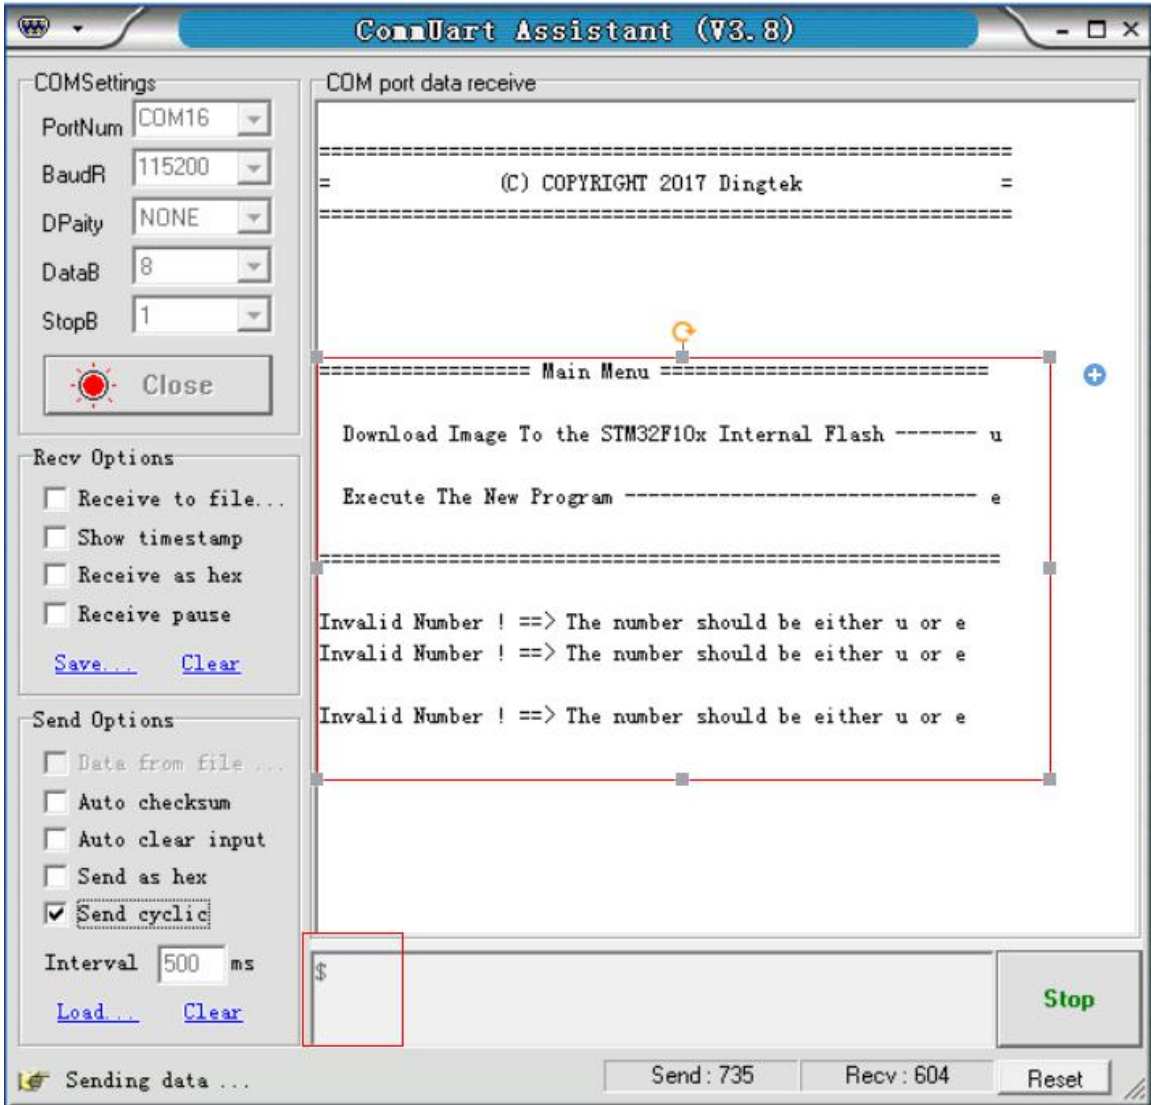 CommUart Assistant (V3.8)
COMSettings
PortNum COM16
BaudR 115200
DPaity NONE
DataB 8
StopB 1
Close
Recv Options
Receive to file...
Show timestamp
Receive as hex
Receive pause
Save... Clear
Send Options
Data from file ...
Auto checksum
Auto clear input
Send as hex
Send cyclic
Interval 500 ms
Load... Clear
COM port data receive
===========================================================
= (C) COPYRIGHT 2017 Dingtek =
===========================================================
================== Main Menu ============================
Download Image To the STM32F10x Internal Flash ------- u
Execute The New Program ------------------------------ e
==========================================================
Invalid Number ! ==> The number should be either u or e
Invalid Number ! ==> The number should be either u or e
Invalid Number ! ==> The number should be either u or e
$
Stop
Sending data ...
Send : 735
Recv : 604
Reset